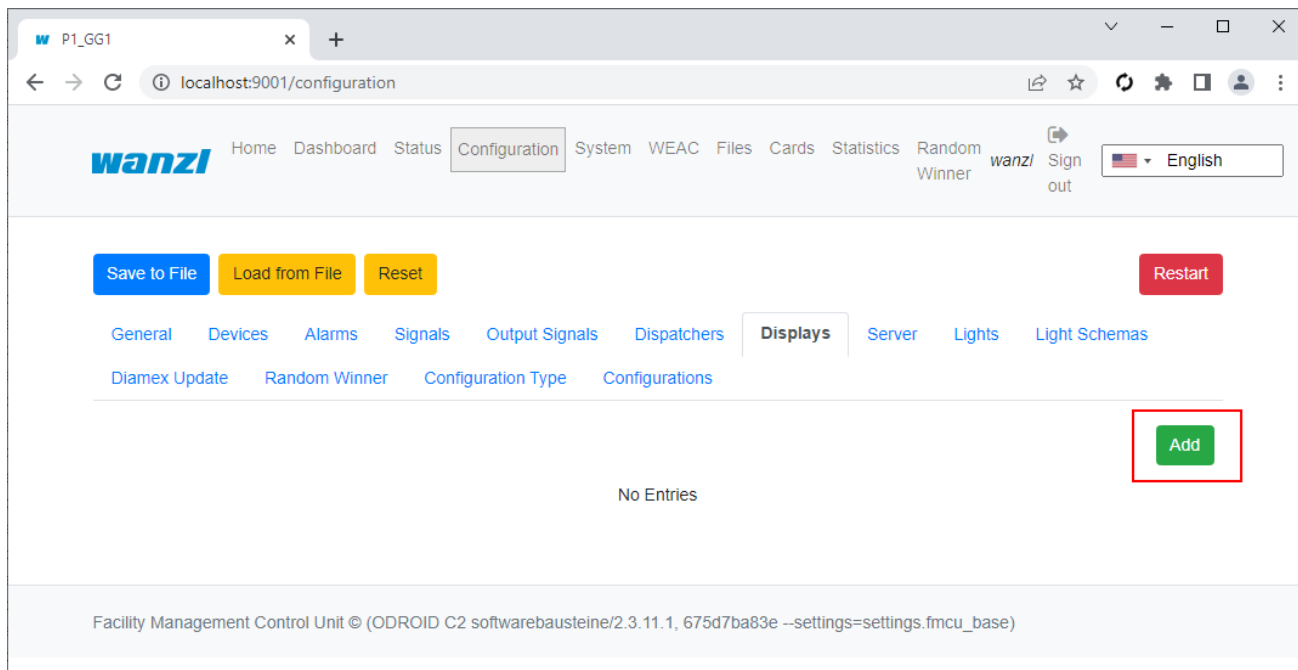 P1_GG1
localhost:9001/configuration
wanzl Home Dashboard Status Configuration System WEAC Files Cards Statistics Random Winner wanzl Sign out English
Save to File Load from File Reset Restart
General Devices Alarms Signals Output Signals Dispatchers Displays Server Lights Light Schemas
Diamex Update Random Winner Configuration Type Configurations
Add
No Entries
Facility Management Control Unit © (ODROID C2 softwarebausteine/2.3.11.1, 675d7ba83e --settings=settings.fmcu_base)